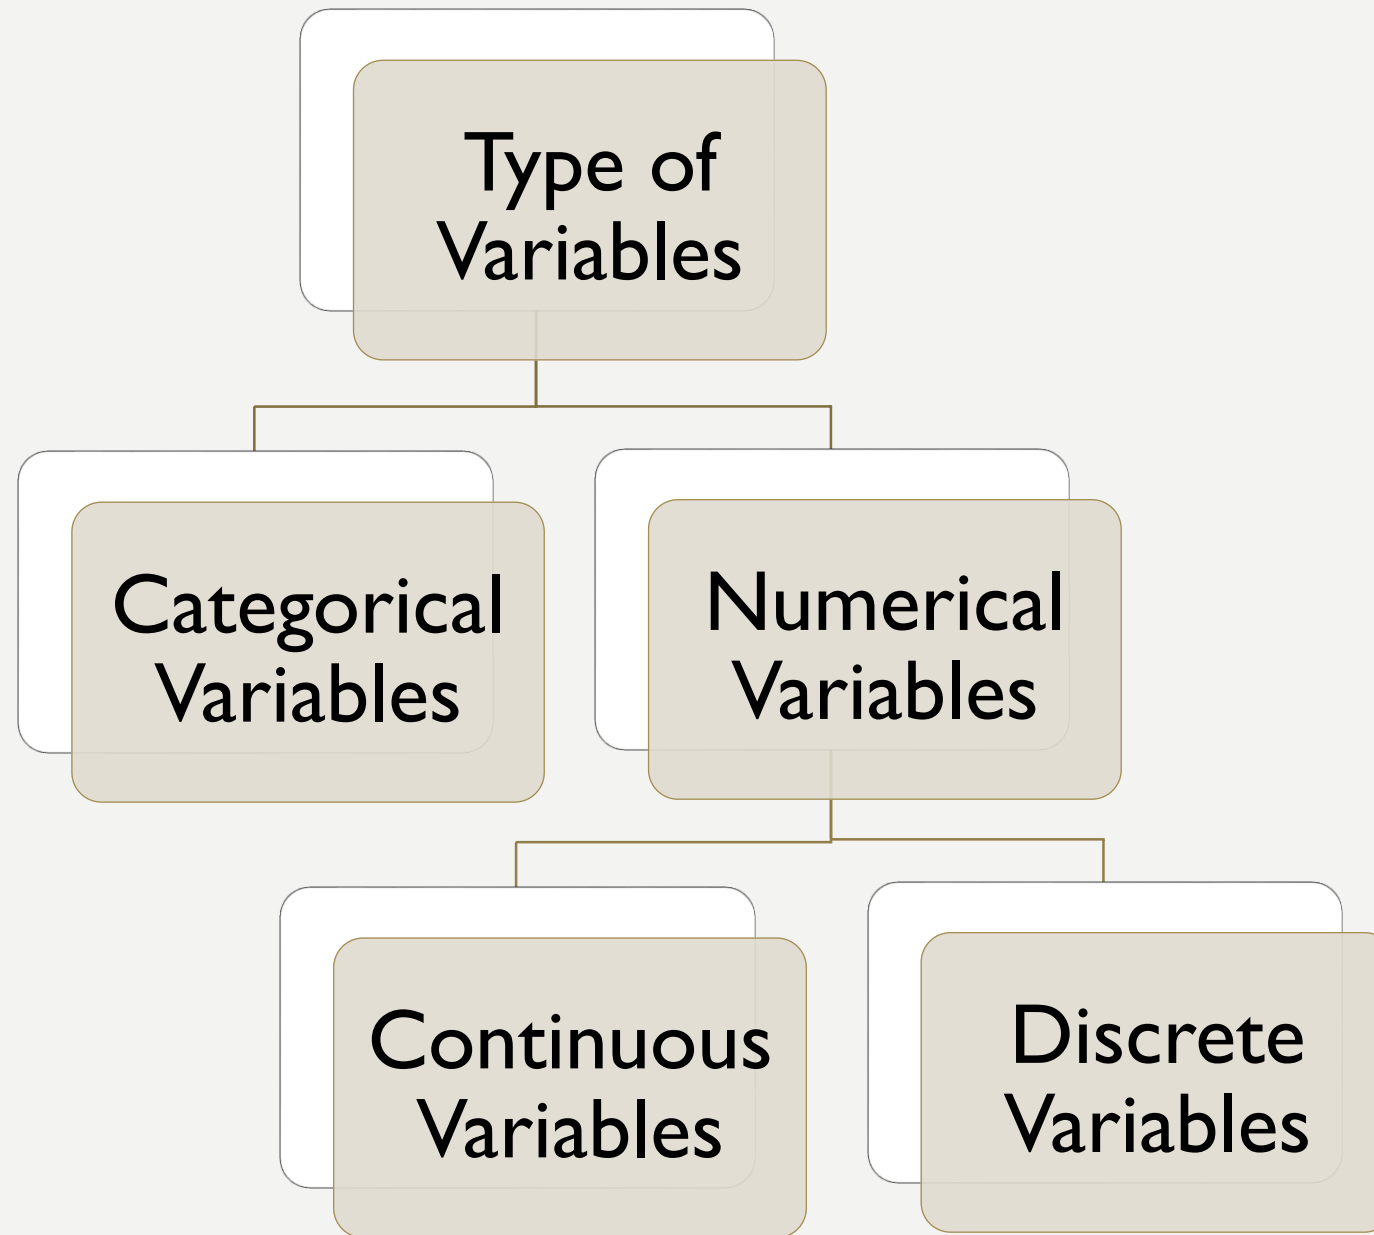 Type of
Variables
Categorical
Variables
Numerical
Variables
Continuous
Variables
Discrete
Variables